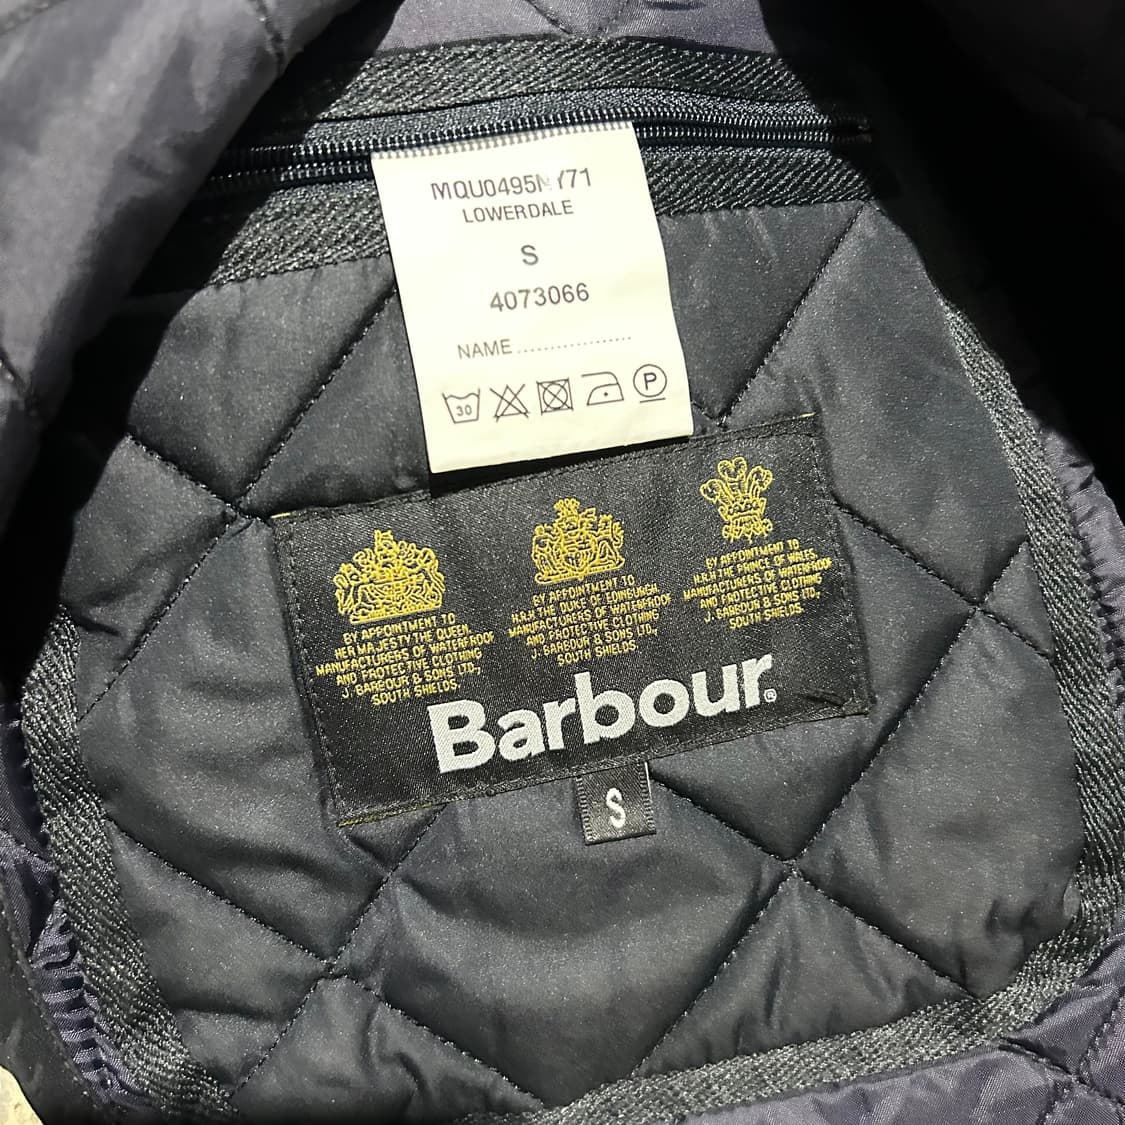 MQU0495NY71
LOWERDALE
S
4073066
NAME..................
30
P
BY APPOINTMENT TO
HER MAJESTY THE QUEEN
MANUFACTURERS OF WATERPROOF
AND PROTECTIVE CLOTHING
J. BARBOUR & SONS LTD.,
SOUTH SHIELDS.
BY APPOINTMENT TO
H.R.H THE DUKE OF EDINBURGH
MANUFACTURERS OF WATERPROOF
AND PROTECTIVE CLOTHING
J. BARBOUR & SONS LTD.,
SOUTH SHIELDS.
BY APPOINTMENT TO
H.R.H THE PRINCE OF WALES
MANUFACTURERS OF WATERPROOF
AND PROTECTIVE CLOTHING
J. BARBOUR & SONS LTD.
SOUTH SHIELDS.
Barbour®
S